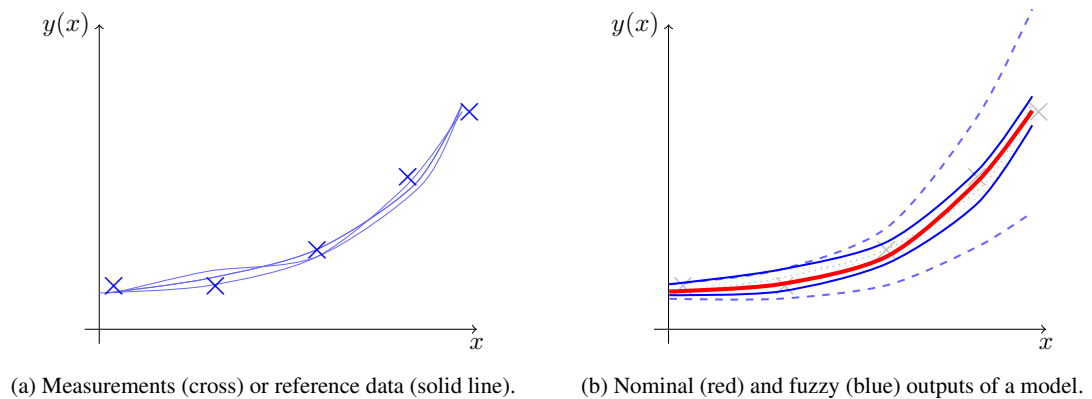 y(x)
x
(a) Measurements (cross) or reference data (solid line).
y(x)
x
(b) Nominal (red) and fuzzy (blue) outputs of a model.